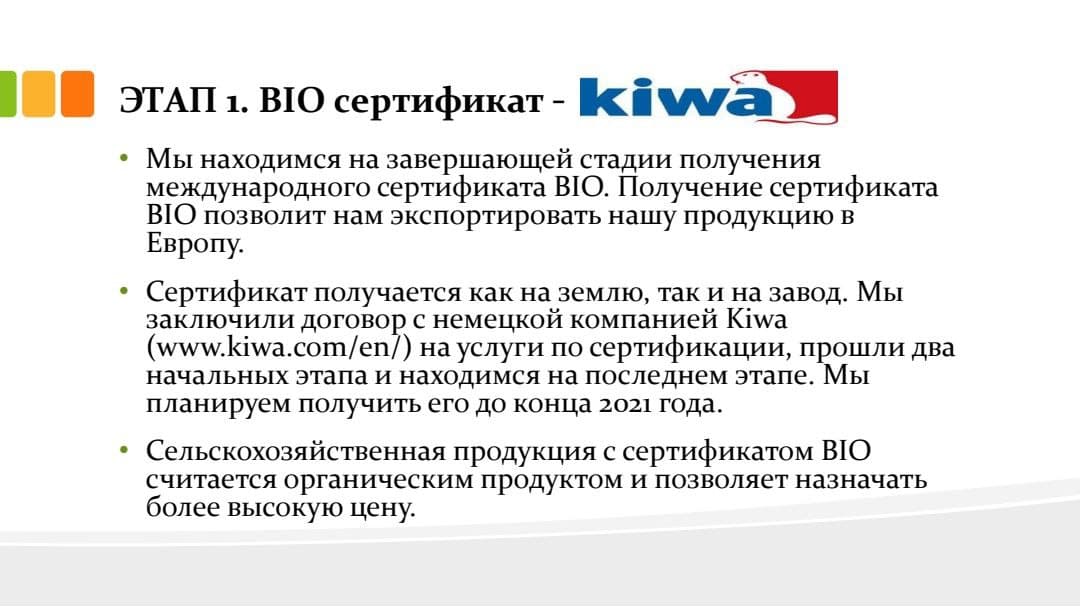 ЭТАП 1. BIO сертификат - kiwa
• Мы находимся на завершающей стадии получения
международного сертификата BIO. Получение сертификата
BIO позволит нам экспортировать нашу продукцию в
Европу.
• Сертификат получается как на землю, так и на завод. Мы
заключили договор с немецкой компанией Kiwa
(www.kiwa.com/en/) на услуги по сертификации, прошли два
начальных этапа и находимся на последнем этапе. Мы
планируем получить его до конца 2021 года.
• Сельскохозяйственная продукция с сертификатом BIO
считается органическим продуктом и позволяет назначать
более высокую цену.